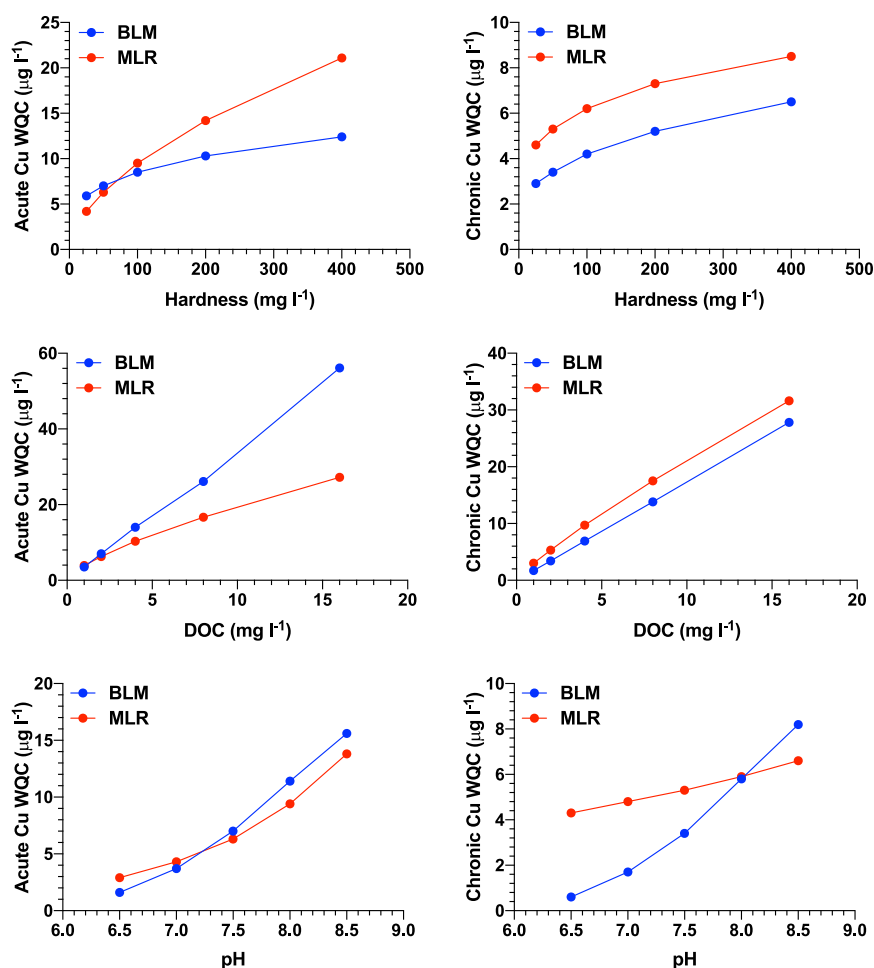 BLM
MLR
Acute Cu WQC (µg l⁻¹)
25
20
15
10
5
0
0 100 200 300 400 500
Hardness (mg l⁻¹)
BLM
MLR
Chronic Cu WQC (µg l⁻¹)
10
8
6
4
2
0
0 100 200 300 400 500
Hardness (mg l⁻¹)
BLM
MLR
Acute Cu WQC (µg l⁻¹)
60
40
20
0
0 5 10 15 20
DOC (mg l⁻¹)
BLM
MLR
Chronic Cu WQC (µg l⁻¹)
40
30
20
10
0
0 5 10 15 20
DOC (mg l⁻¹)
BLM
MLR
Acute Cu WQC (µg l⁻¹)
20
15
10
5
0
6.0 6.5 7.0 7.5 8.0 8.5 9.0
pH
BLM
MLR
Chronic Cu WQC (µg l⁻¹)
10
8
6
4
2
0
6.0 6.5 7.0 7.5 8.0 8.5 9.0
pH